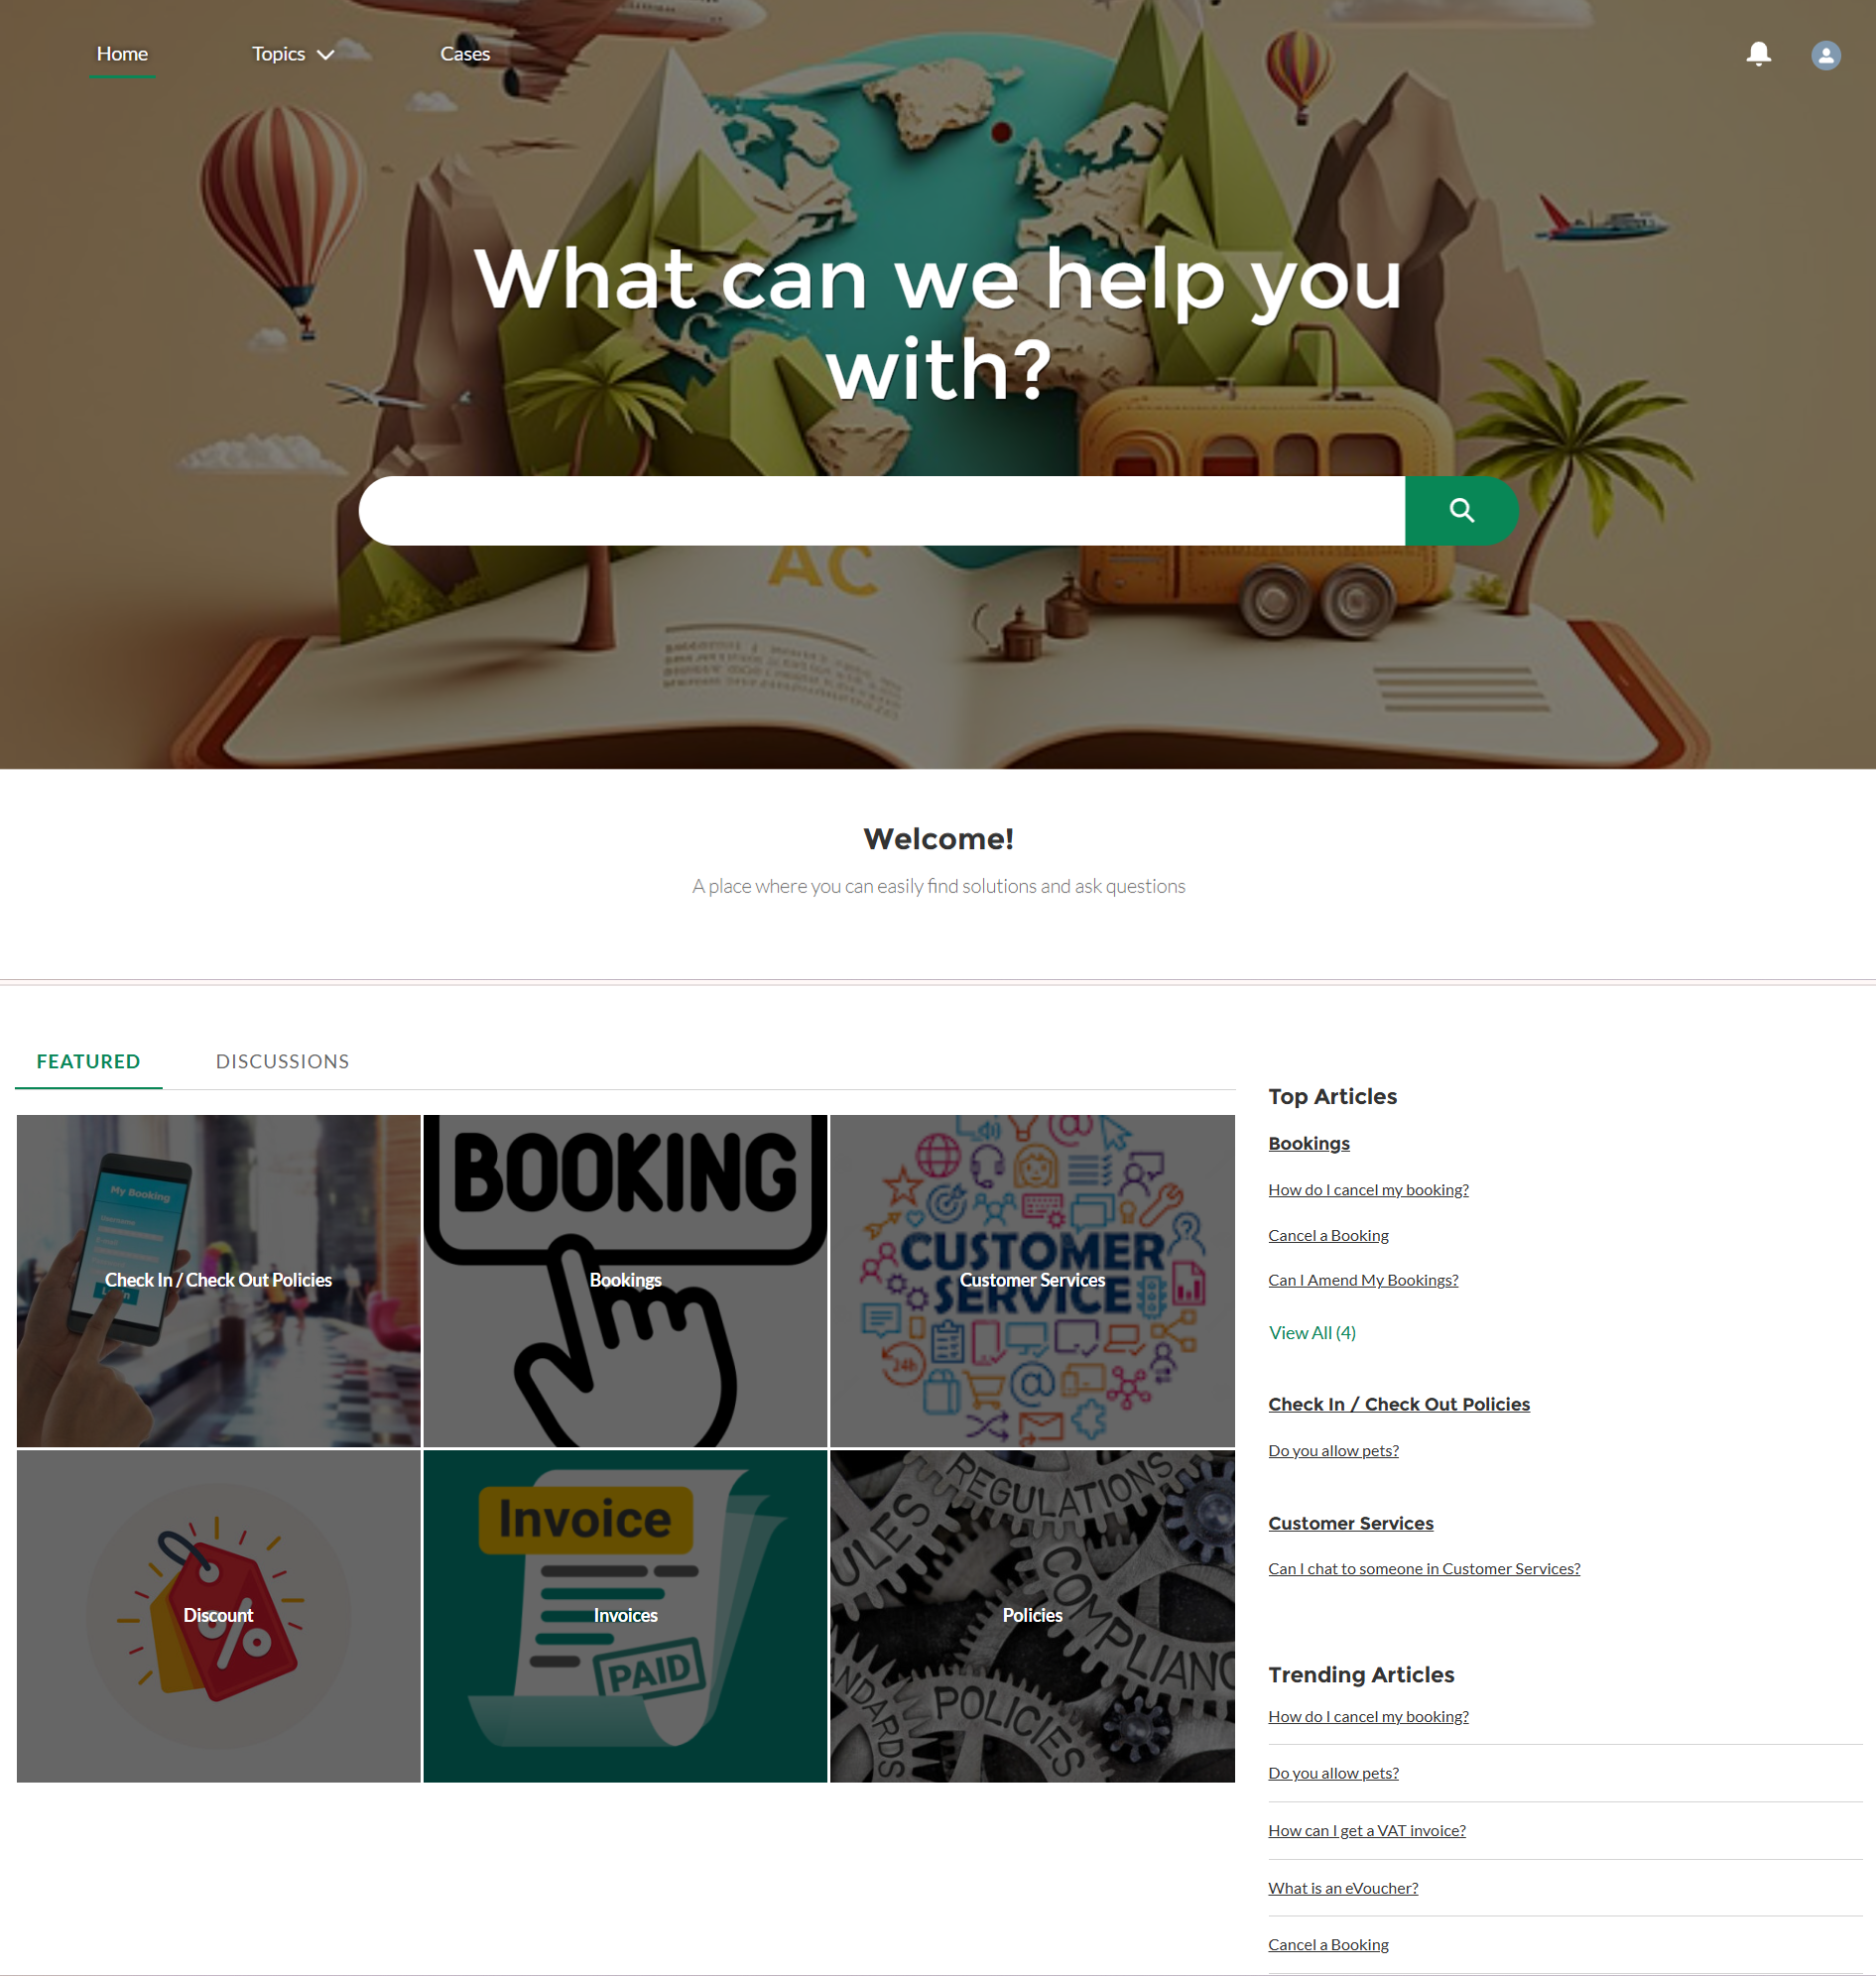 Home
Topics
Cases
What can we help you
with?
AC
Welcome!
A place where you can easily find solutions and ask questions
FEATURED
DISCUSSIONS
My Booking
Username
E-mail
Check In / Check Out Policies
BOOKING
Bookings
CUSTOMER
SERVICE
Customer Services
24h
Discount
%
Invoice
PAID
Invoices
REGULATIONS
COMPLIANC
POLICIES
Policies
Top Articles
Bookings
How do I cancel my booking?
Cancel a Booking
Can I Amend My Bookings?
View All (4)
Check In / Check Out Policies
Do you allow pets?
Customer Services
Can I chat to someone in Customer Services?
Trending Articles
How do I cancel my booking?
Do you allow pets?
How can I get a VAT invoice?
What is an eVoucher?
Cancel a Booking